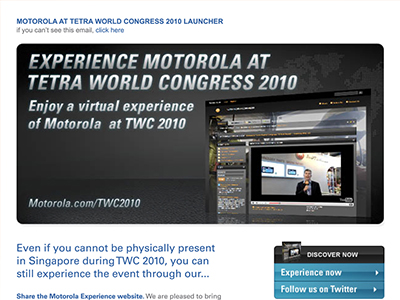 MOTOROLA AT TETRA WORLD CONGRESS 2010 LAUNCHER
if you can't see this email, click here
EXPERIENCE MOTOROLA AT
TETRA WORLD CONGRESS 2010
Enjoy a virtual experience
of Motorola at TWC 2010
Motorola.com/TWC2010
Even if you cannot be physically present
in Singapore during TWC 2010, you can
still experience the event through our...
Share the Motorola Experience website. We are pleased to bring
DISCOVER NOW
Experience now
Follow us on Twitter